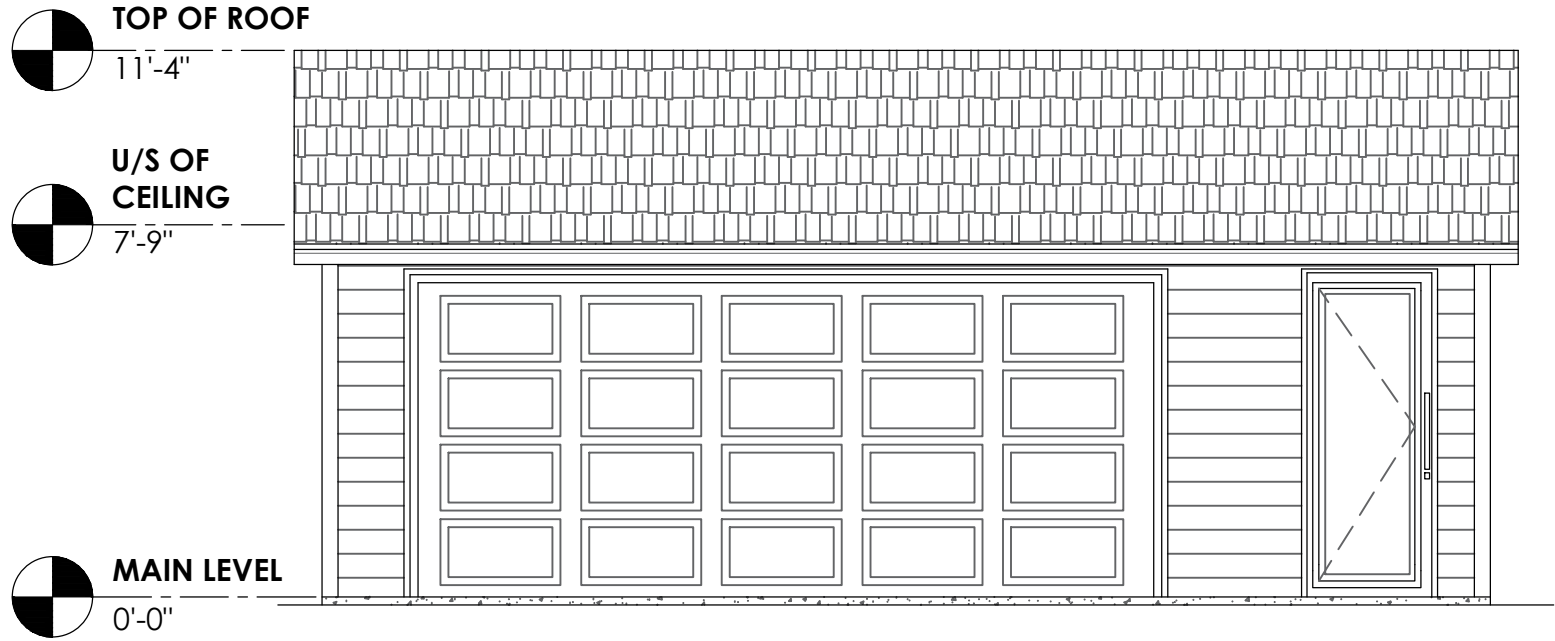 TOP OF ROOF
11'-4"
U/S OF
CEILING
7'-9"
MAIN LEVEL
0'-0"